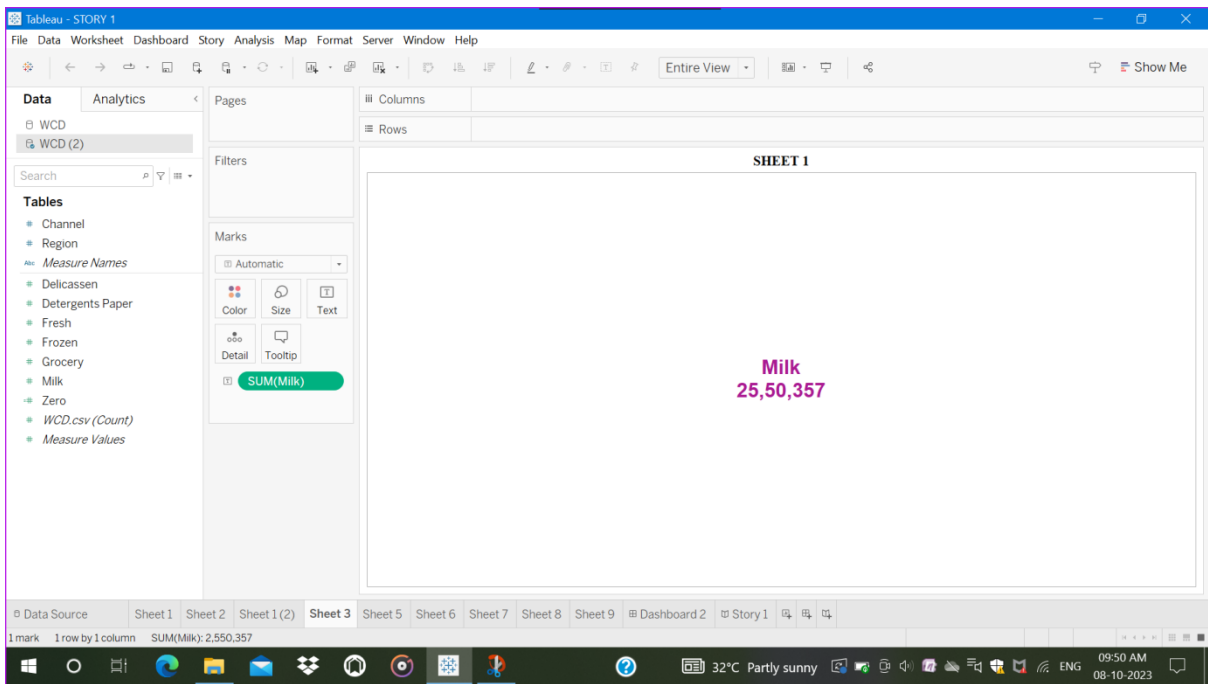 Tableau - STORY 1
File Data Worksheet Dashboard Story Analysis Map Format Server Window Help
Entire View
Show Me
Data Analytics
WCD
WCD (2)
Search
Tables
Channel
Region
Abc Measure Names
Delicassen
Detergents Paper
Fresh
Frozen
Grocery
Milk
Zero
WCD.csv (Count)
Measure Values
Pages
Filters
Marks
Automatic
Color Size Text
Detail Tooltip
SUM(Milk)
Columns
Rows
SHEET 1
Milk
25,50,357
Data Source Sheet 1 Sheet 2 Sheet 1 (2) Sheet 3 Sheet 5 Sheet 6 Sheet 7 Sheet 8 Sheet 9 Dashboard 2 Story 1
1 mark 1 row by 1 column SUM(Milk): 2,550,357
32°C Partly sunny ENG 09:50 AM
08-10-2023